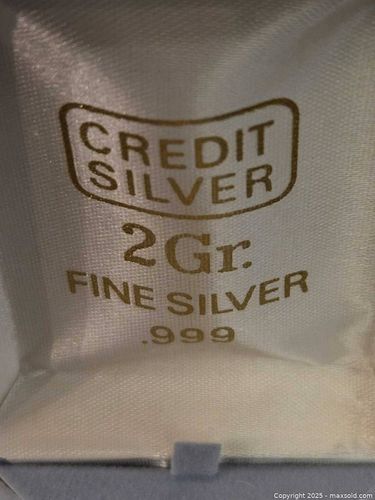 CREDIT
SILVER
2Gr.
FINE SILVER
.999
Copyright 2025 - maxsold.com